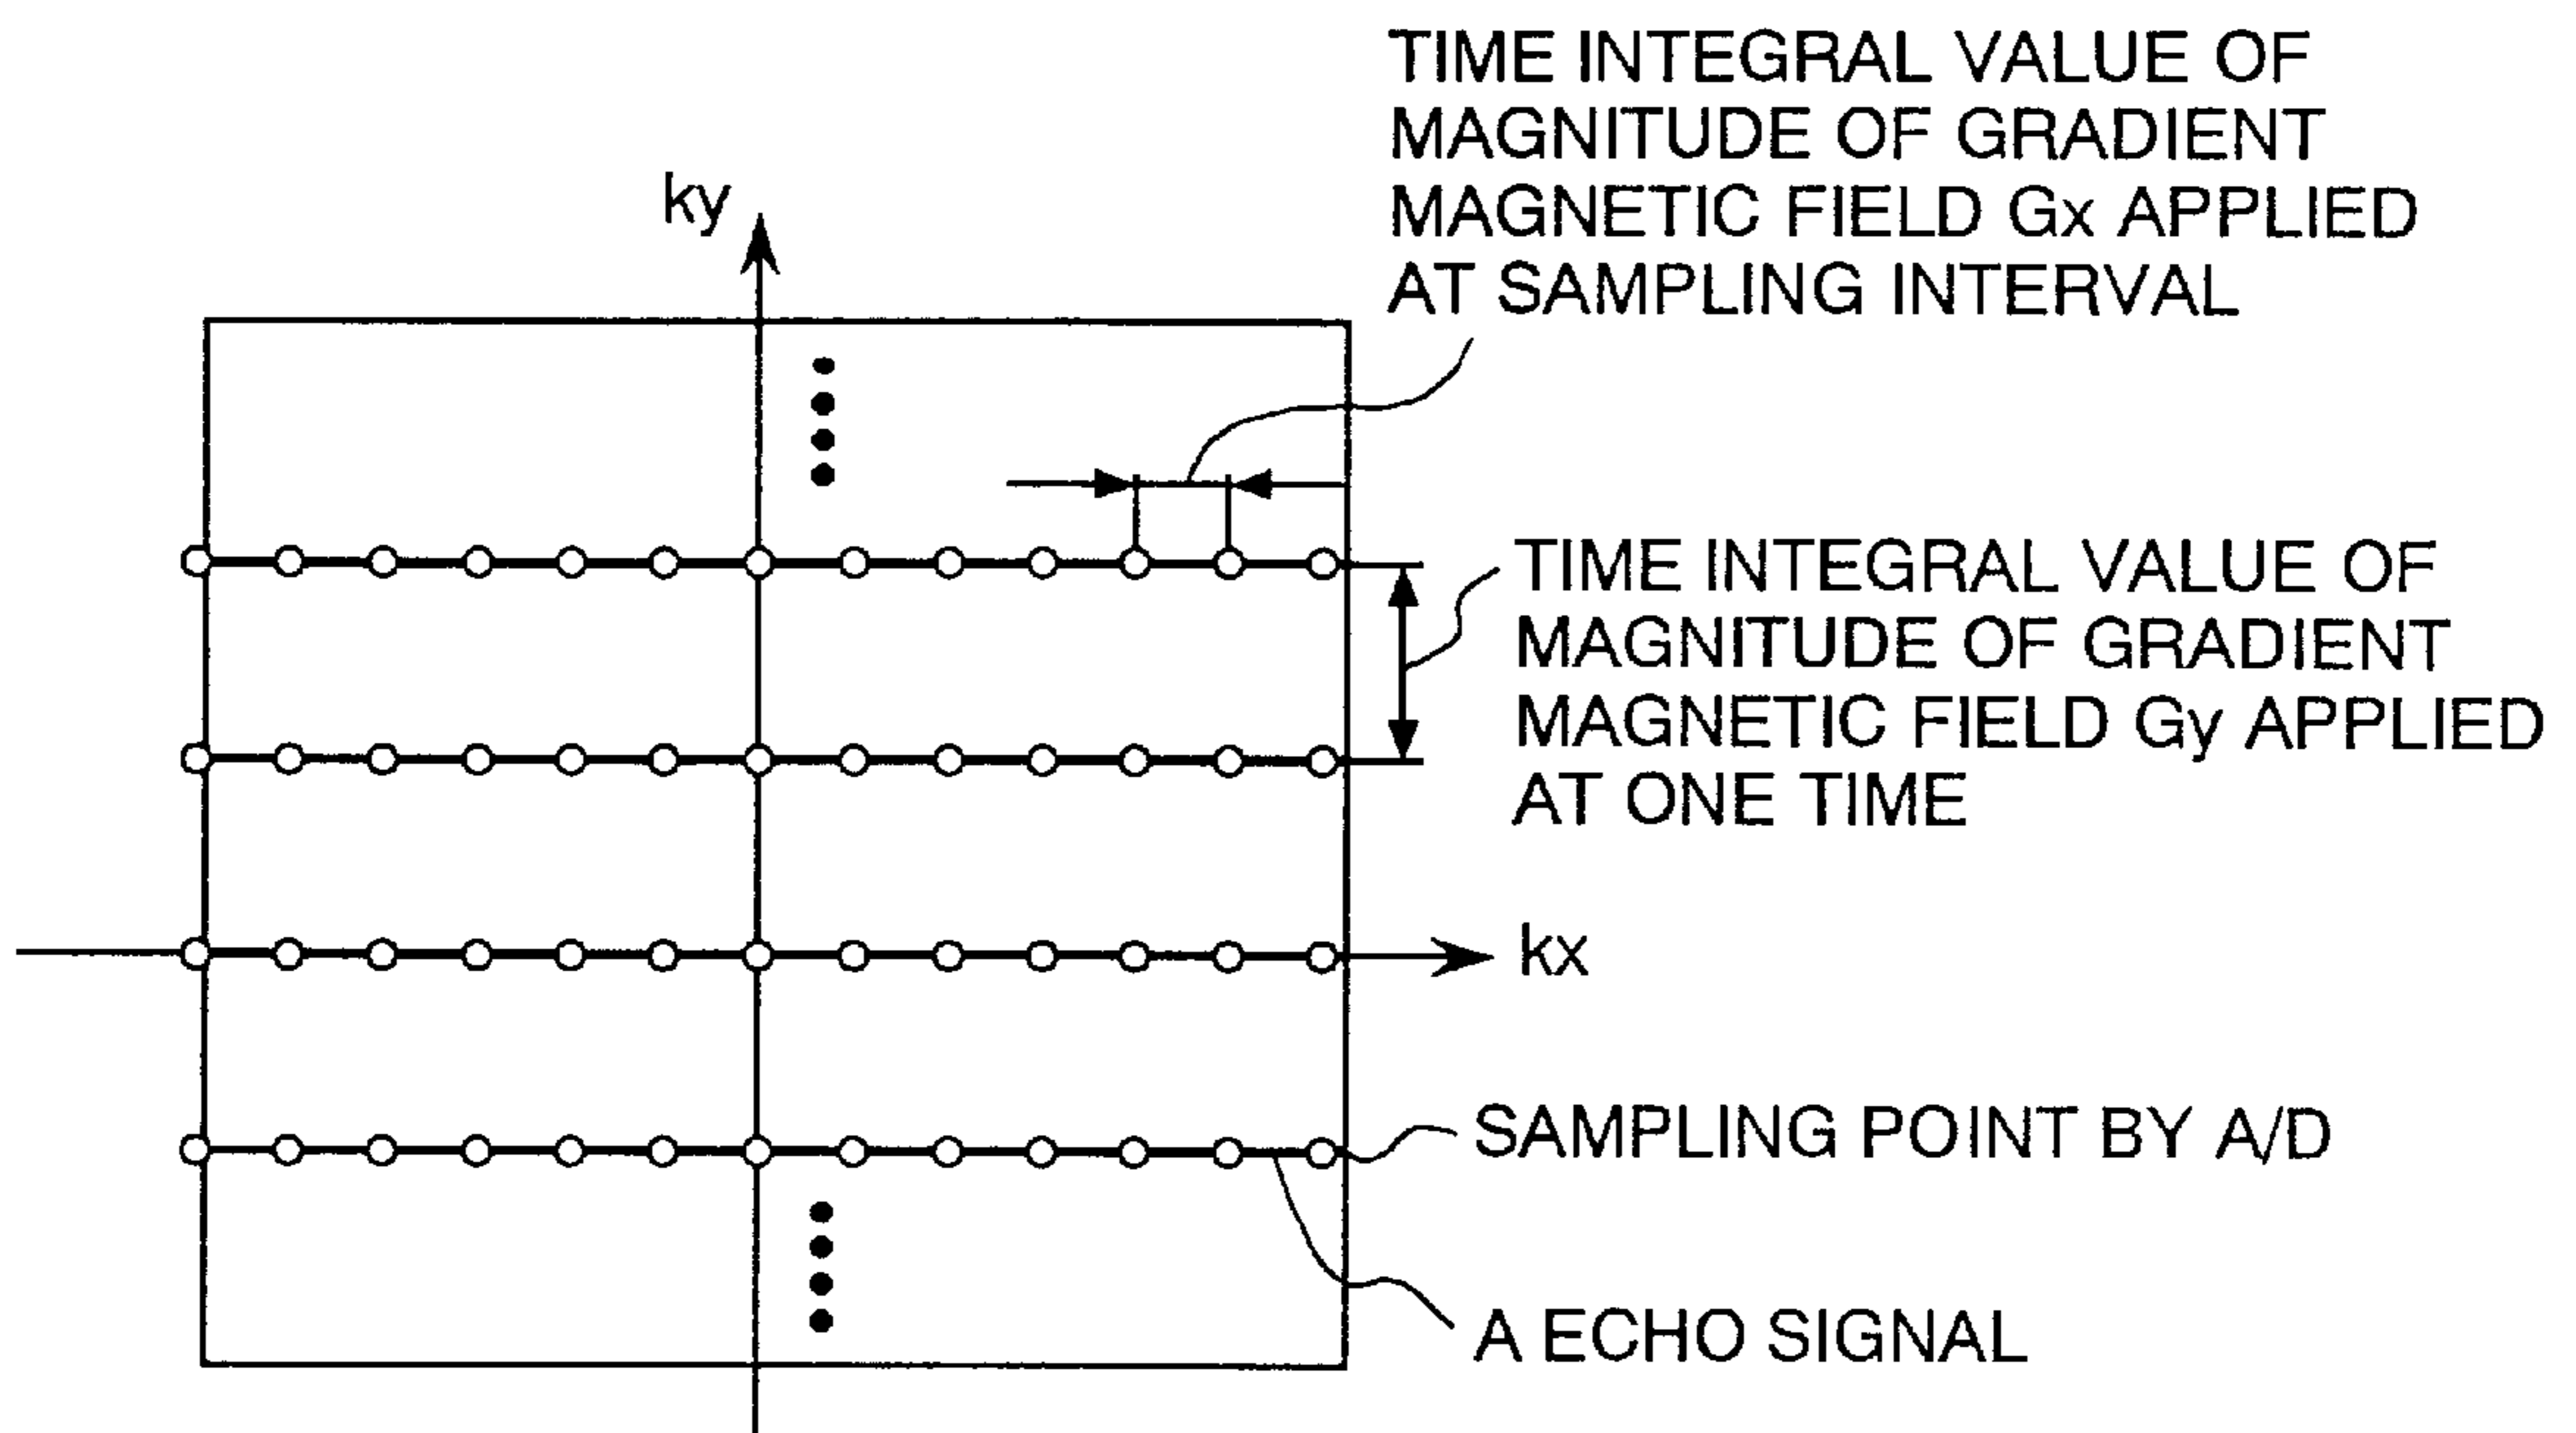 TIME INTEGRAL VALUE OF
MAGNITUDE OF GRADIENT
MAGNETIC FIELD Gx APPLIED
AT SAMPLING INTERVAL
ky
TIME INTEGRAL VALUE OF
MAGNITUDE OF GRADIENT
MAGNETIC FIELD Gy APPLIED
AT ONE TIME
kx
SAMPLING POINT BY A/D
A ECHO SIGNAL